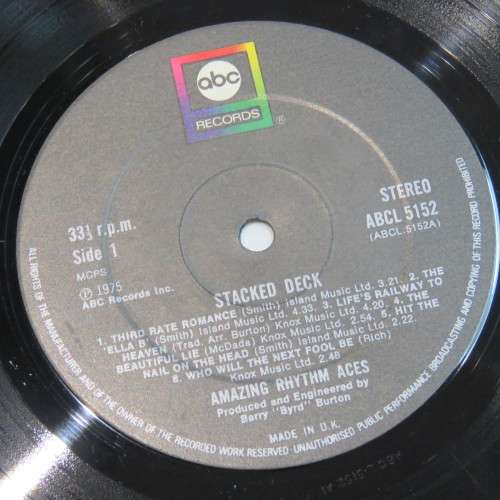 abc
RECORDS
®
33⅓ r.p.m.
Side 1
MCPS
Ⓟ 1975
ABC Records Inc.
STEREO
ABCL 5152
(ABCL.5152A)
STACKED DECK
1. THIRD RATE ROMANCE (Smith) Island Music Ltd. 3.21. 2. THE
"ELLA B" (Smith) Island Music Ltd. 3. LIFE'S RAILWAY TO
HEAVEN (Trad. Arr. Burton) Knox Music Ltd. 4.20. 4. THE
BEAUTIFUL LIE (McDade) Knox Music Ltd. 2.54. 5. HIT THE
NAIL ON THE HEAD (Smith) Island Music Ltd. 2.22.
6. WHO WILL THE NEXT FOOL BE (Rich)
Knox Music Ltd. 2.48
AMAZING RHYTHM ACES
Produced and Engineered by
Barry "Byrd" Burton
MADE IN U.K.
ALL RIGHTS OF THE MANUFACTURER AND OF THE OWNER OF THE RECORDED WORK RESERVED. UNAUTHORISED PUBLIC PERFORMANCE, BROADCASTING AND COPYING OF THIS RECORD PROHIBITED